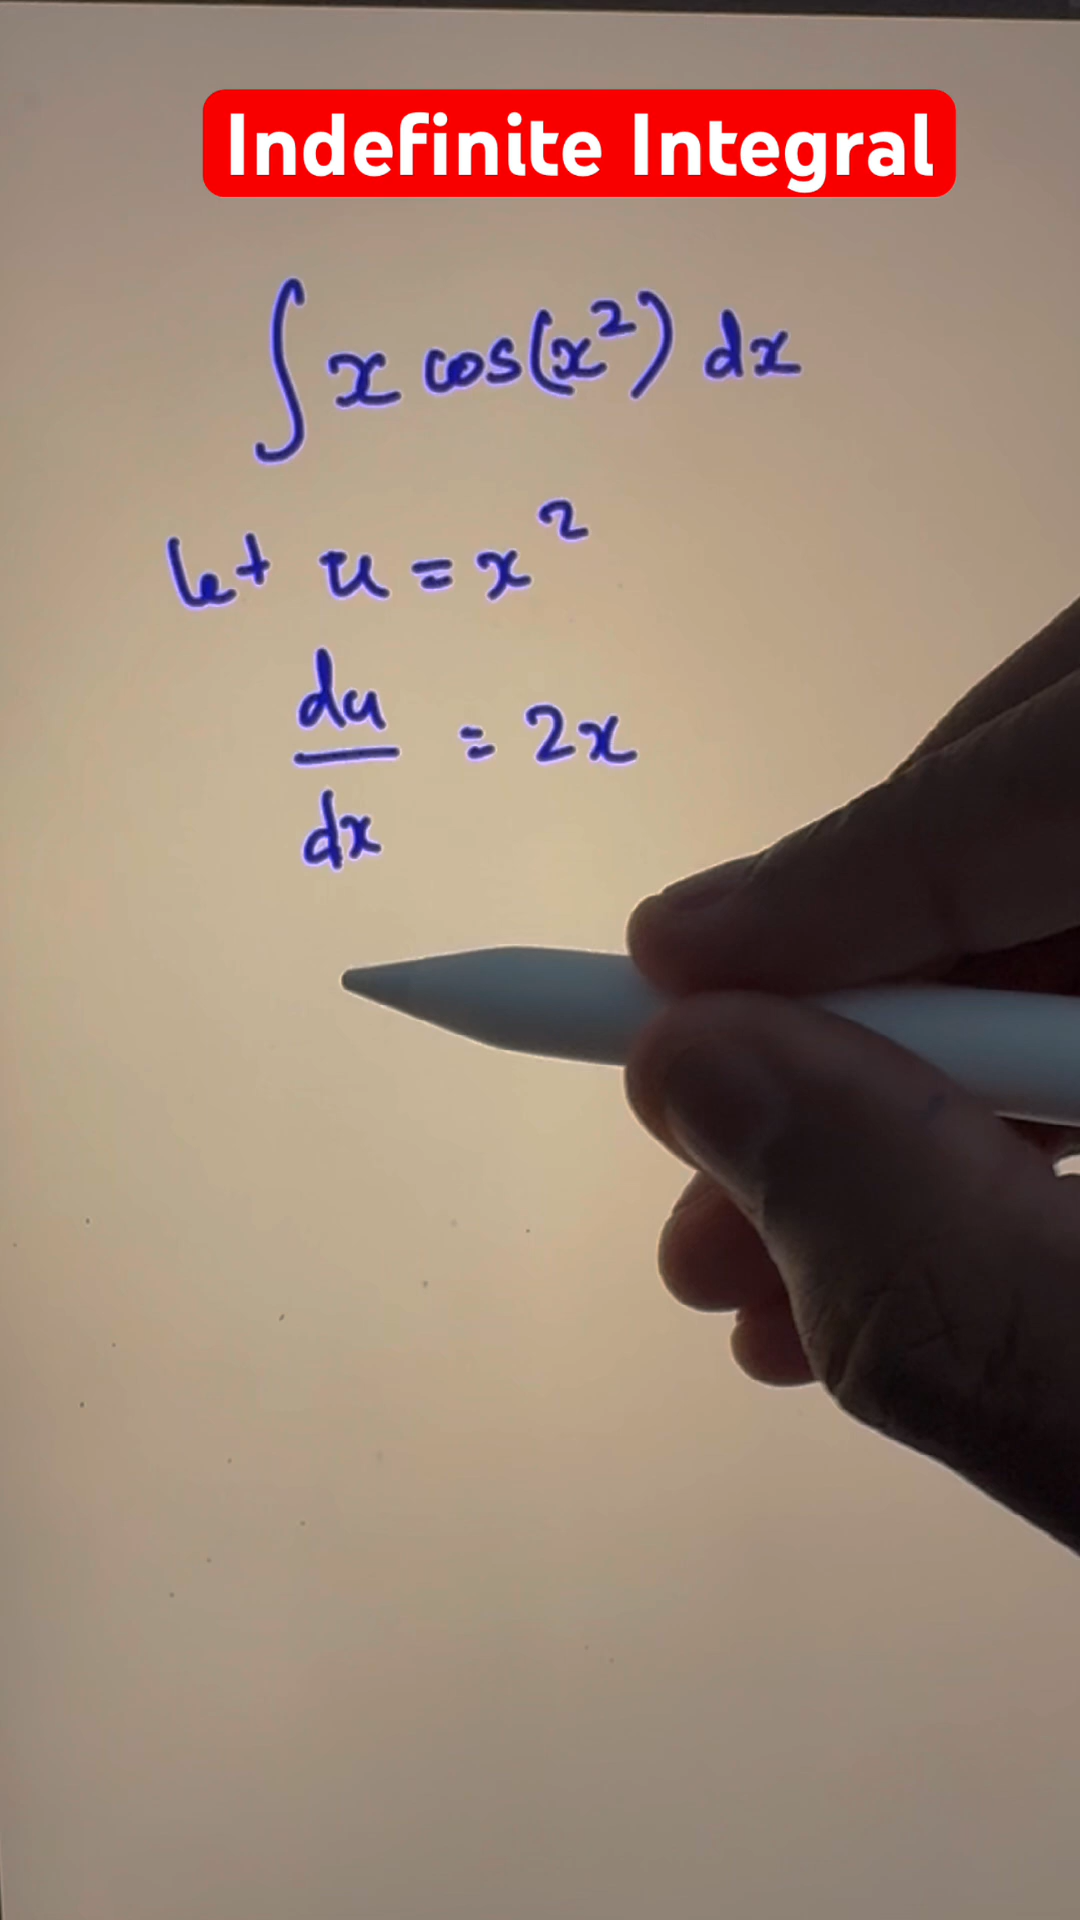 Indefinite Integral
∫ x cos(x²) dx
let u = x²
du/dx = 2x